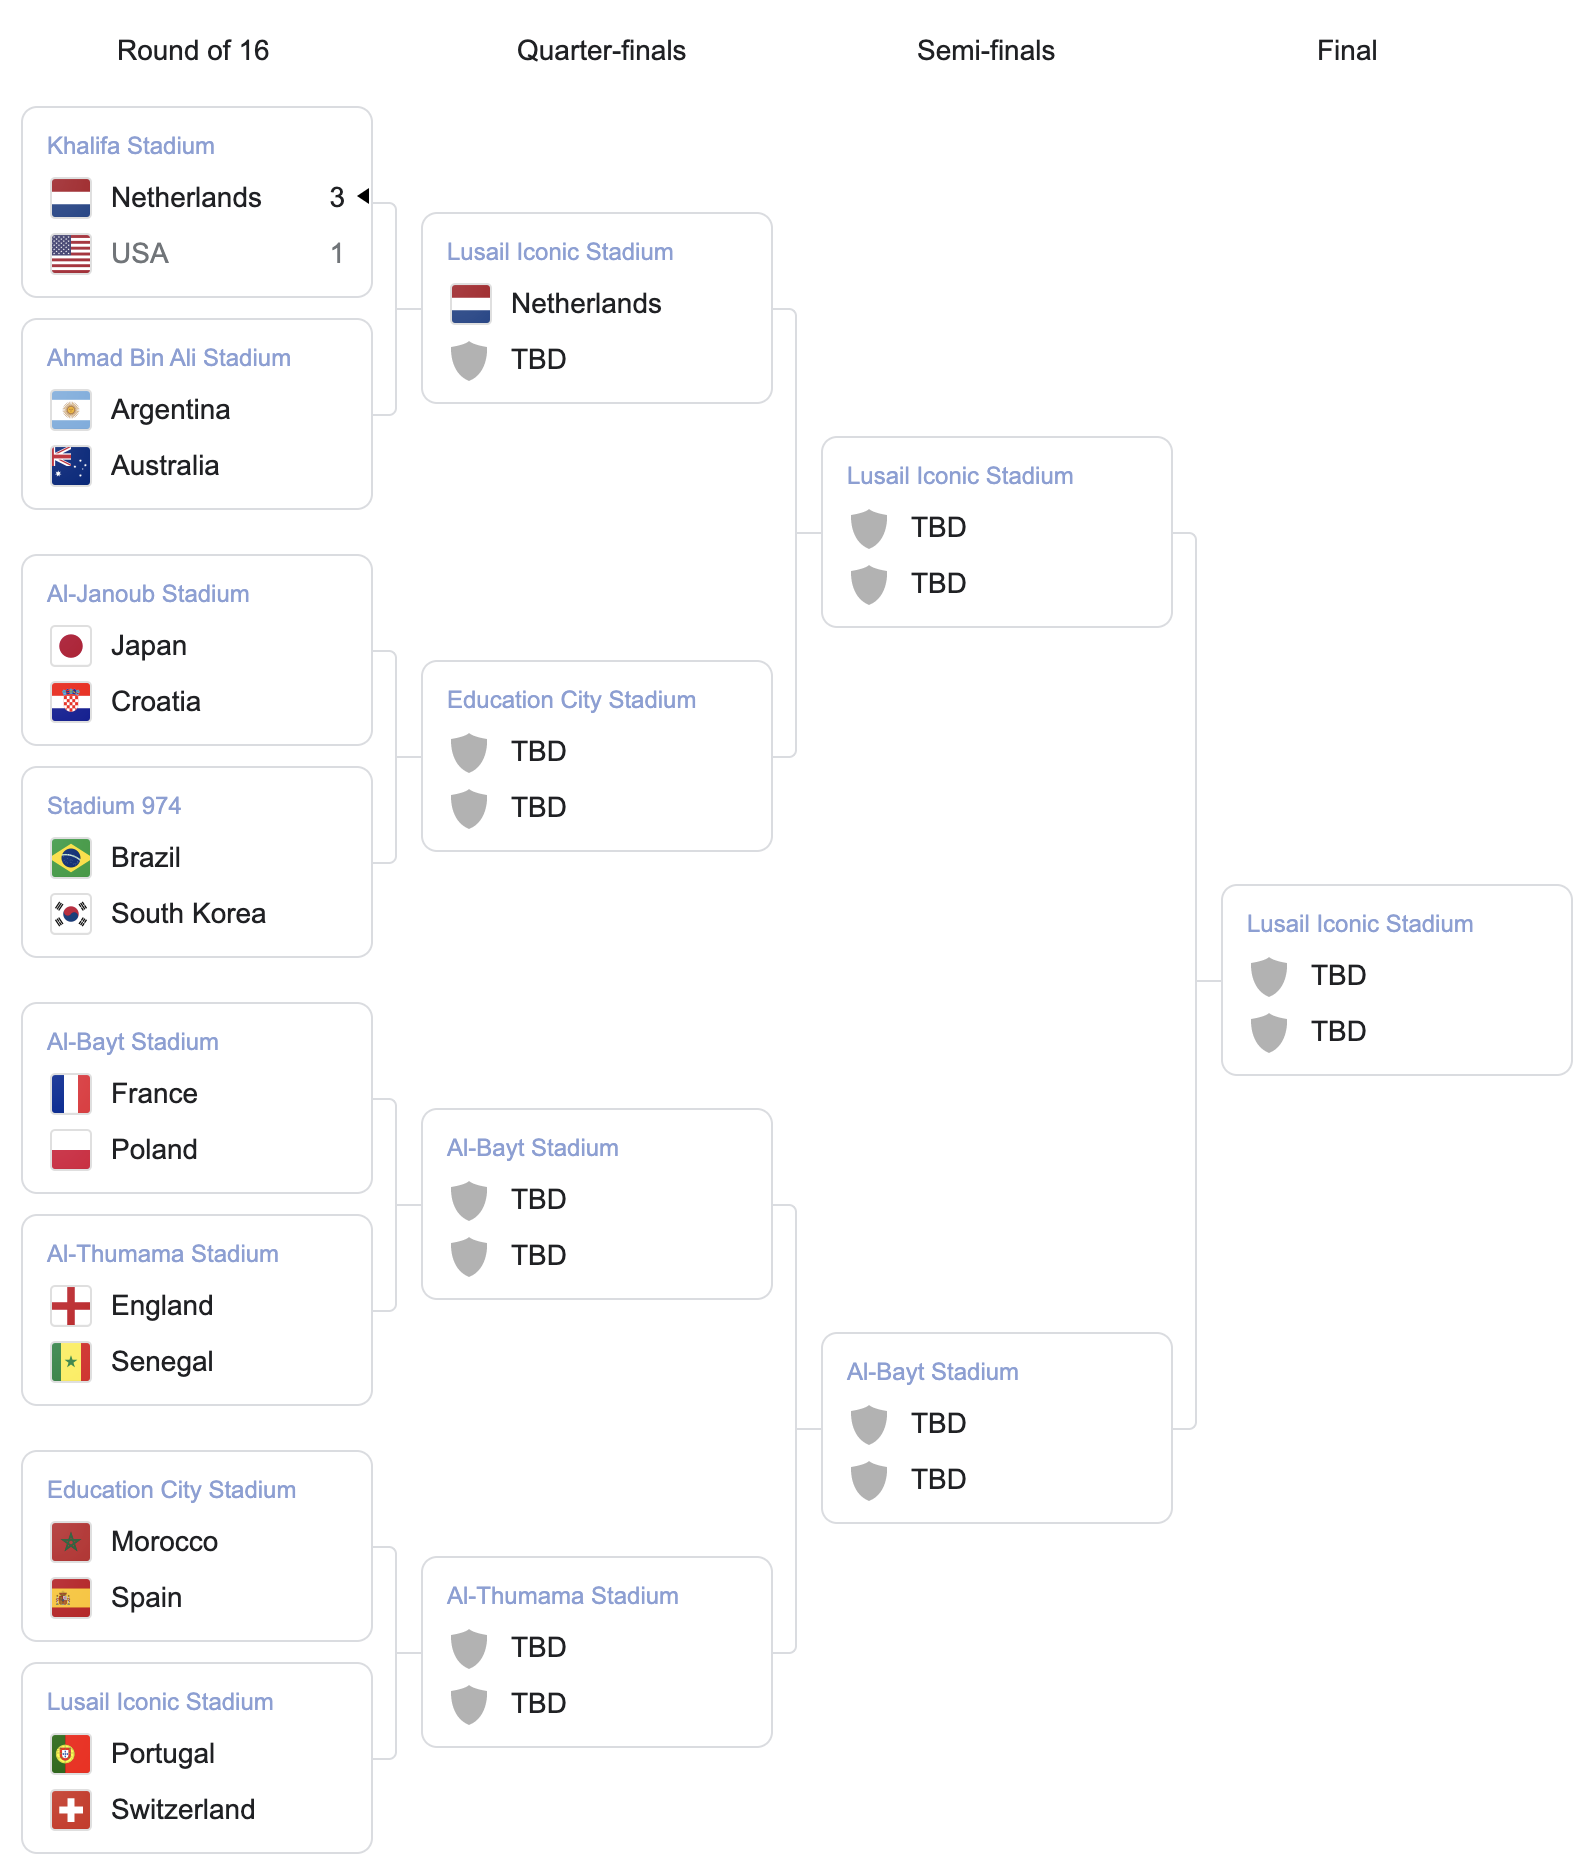 Round of 16
Quarter-finals
Semi-finals
Final
Khalifa Stadium
Netherlands 3
USA 1
Ahmad Bin Ali Stadium
Argentina
Australia
Al-Janoub Stadium
Japan
Croatia
Stadium 974
Brazil
South Korea
Al-Bayt Stadium
France
Poland
Al-Thumama Stadium
England
Senegal
Education City Stadium
Morocco
Spain
Lusail Iconic Stadium
Portugal
Switzerland
Lusail Iconic Stadium
Netherlands
TBD
Education City Stadium
TBD
TBD
Al-Bayt Stadium
TBD
TBD
Al-Thumama Stadium
TBD
TBD
Lusail Iconic Stadium
TBD
TBD
Al-Bayt Stadium
TBD
TBD
Lusail Iconic Stadium
TBD
TBD